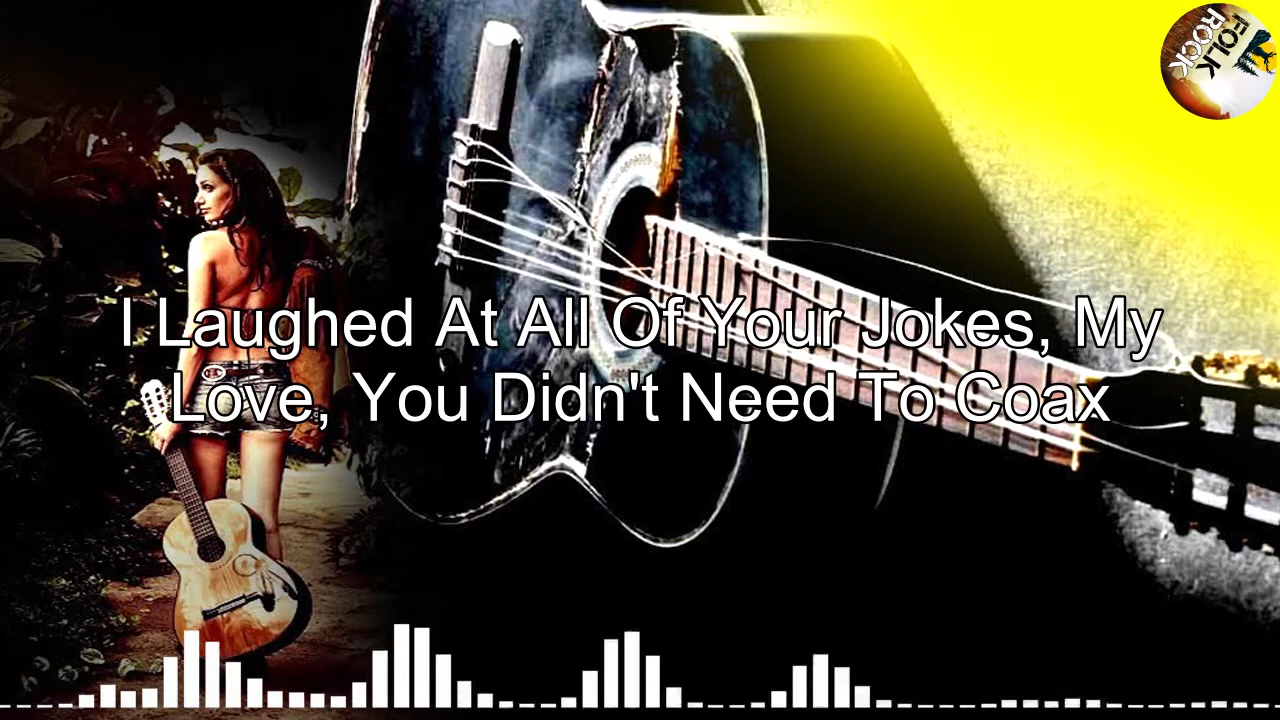 FOLK
ROCK
I Laughed At All Of Your Jokes, My
Love, You Didn't Need To Coax